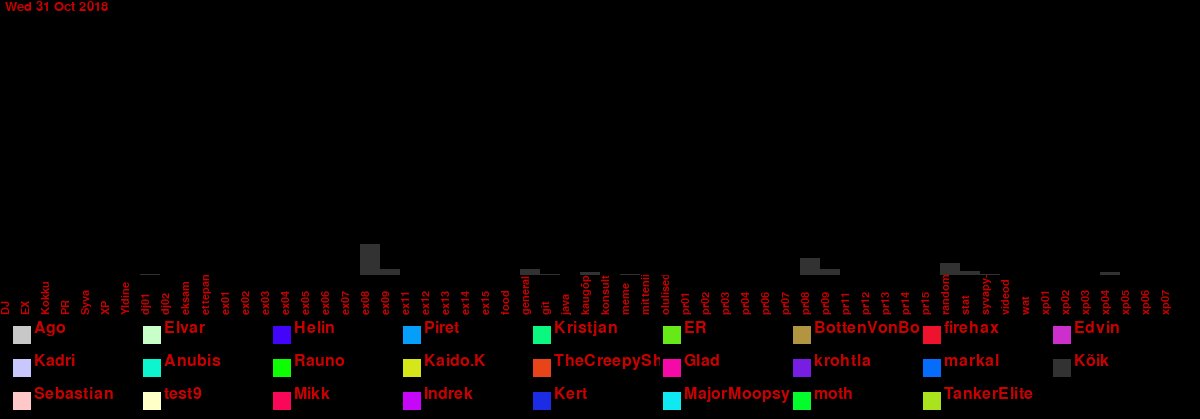 Wed 31 Oct 2018
DJ EX Kokku PR Syva XP Yldine dj01 dj02 eksam ettepan ex01 ex02 ex03 ex04 ex05 ex06 ex07 ex08 ex09 ex11 ex12 ex13 ex14 ex15 food general git java kaugõp konsult meme mittenii olulised pr01 pr02 pr03 pr04 pr06 pr07 pr08 pr09 pr11 pr12 pr13 pr14 pr15 random stat syvapy videod wat xp01 xp02 xp03 xp04 xp05 xp06 xp07
Ago Elvar Helin Piret Kristjan ER BottenVonBo firehax Edvin
Kadri Anubis Rauno Kaido.K TheCreepySh Glad krohtla markal Kõik
Sebastian test9 Mikk Indrek Kert MajorMoopsy moth TankerElite